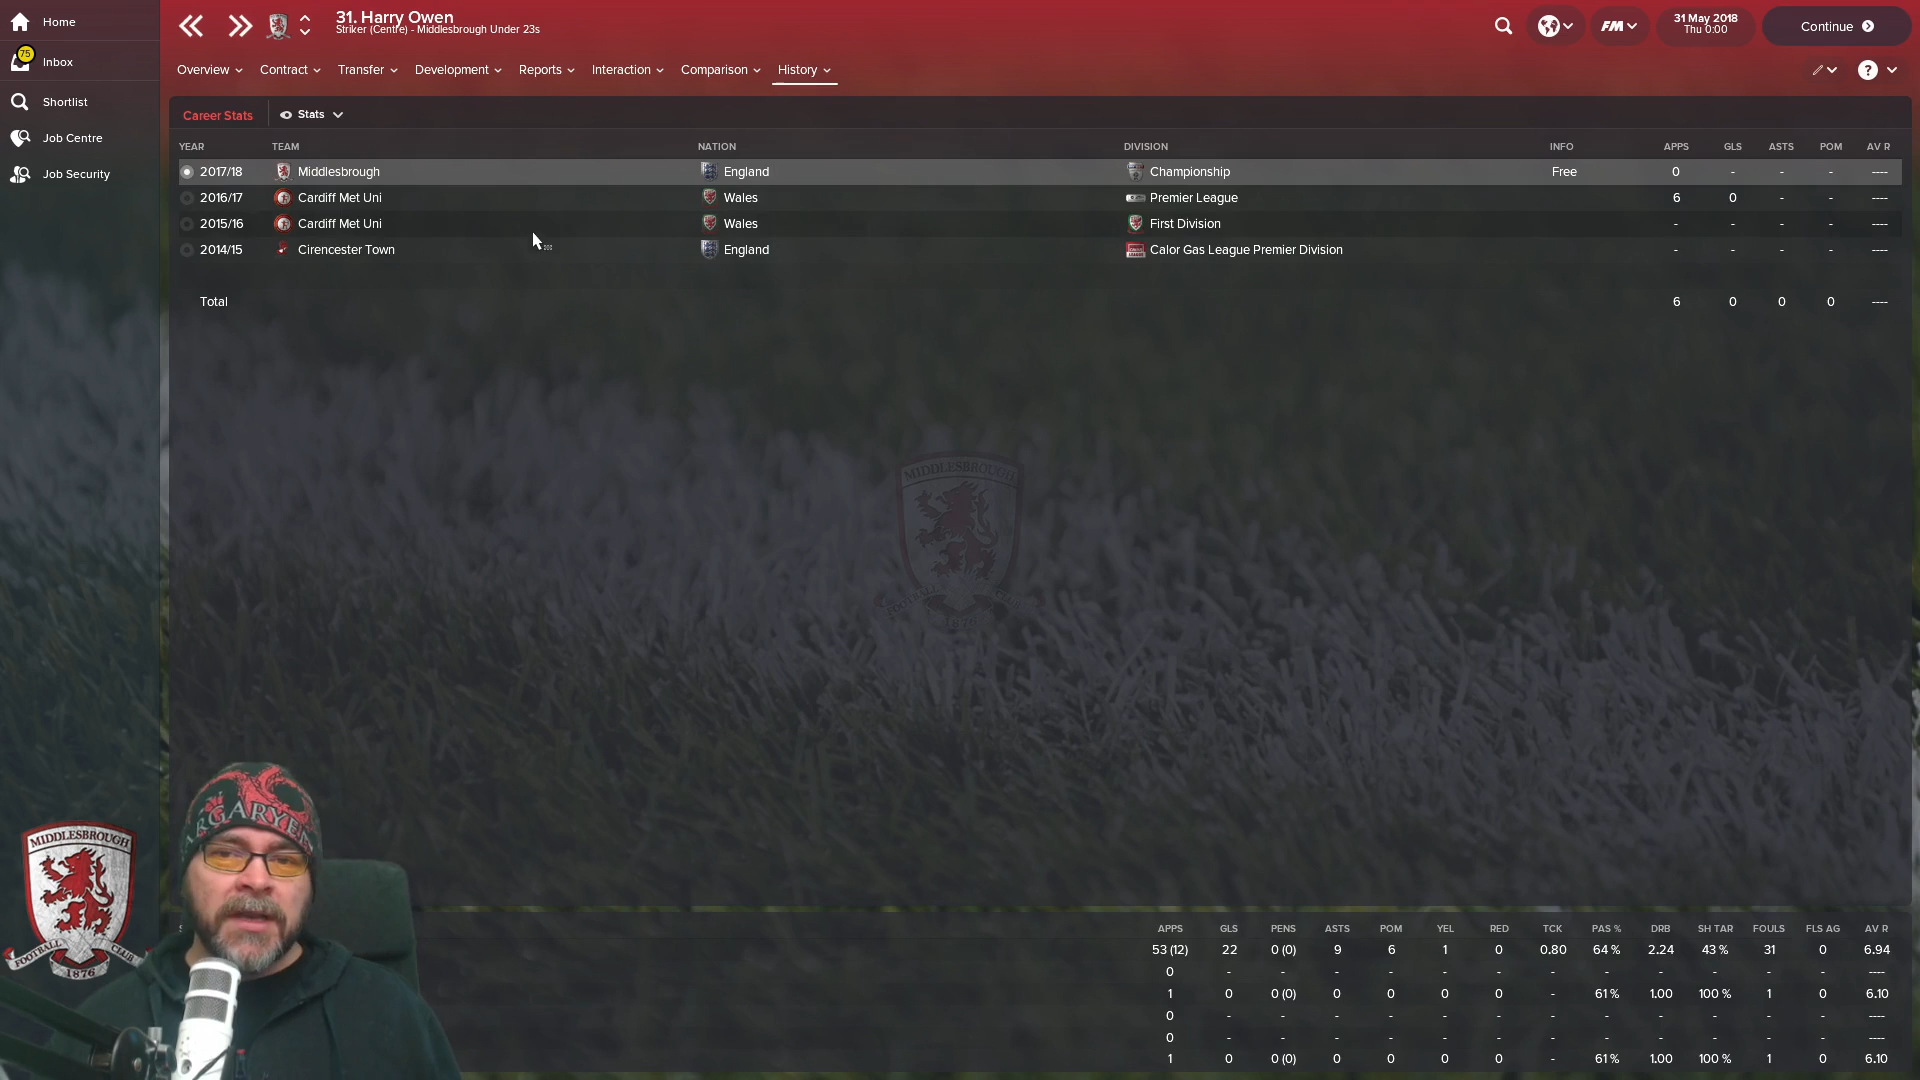 Home
75
Inbox
Shortlist
Job Centre
Job Security
31. Harry Owen
Striker (Centre) - Middlesbrough Under 23s
FM
31 May 2018
Thu 0:00
Continue
Overview Contract Transfer Development Reports Interaction Comparison History
?
Career Stats Stats
YEAR TEAM NATION DIVISION INFO APPS GLS ASTS POM AV R
2017/18 Middlesbrough England Championship Free 0 - - - ----
2016/17 Cardiff Met Uni Wales Premier League 6 0 - - ----
2015/16 Cardiff Met Uni Wales First Division - - - - ----
2014/15 Cirencester Town England Calor Gas League Premier Division - - - - ----
Total 6 0 0 0 ----
MIDDLESBROUGH
FOOTBALL CLUB
1876
MIDDLESBROUGH
FOOTBALL CLUB
1876
ARGARYEN
APPS GLS PENS ASTS POM YEL RED TCK PAS % DRB SH TAR FOULS FLS AG AV R
53 (12) 22 0 (0) 9 6 1 0 0.80 64 % 2.24 43 % 31 0 6.94
0 - - - - - - - - - - - - ----
1 0 0 (0) 0 0 0 0 - 61 % 1.00 100 % 1 0 6.10
0 - - - - - - - - - - - - ----
0 - - - - - - - - - - - - ----
1 0 0 (0) 0 0 0 0 - 61 % 1.00 100 % 1 0 6.10